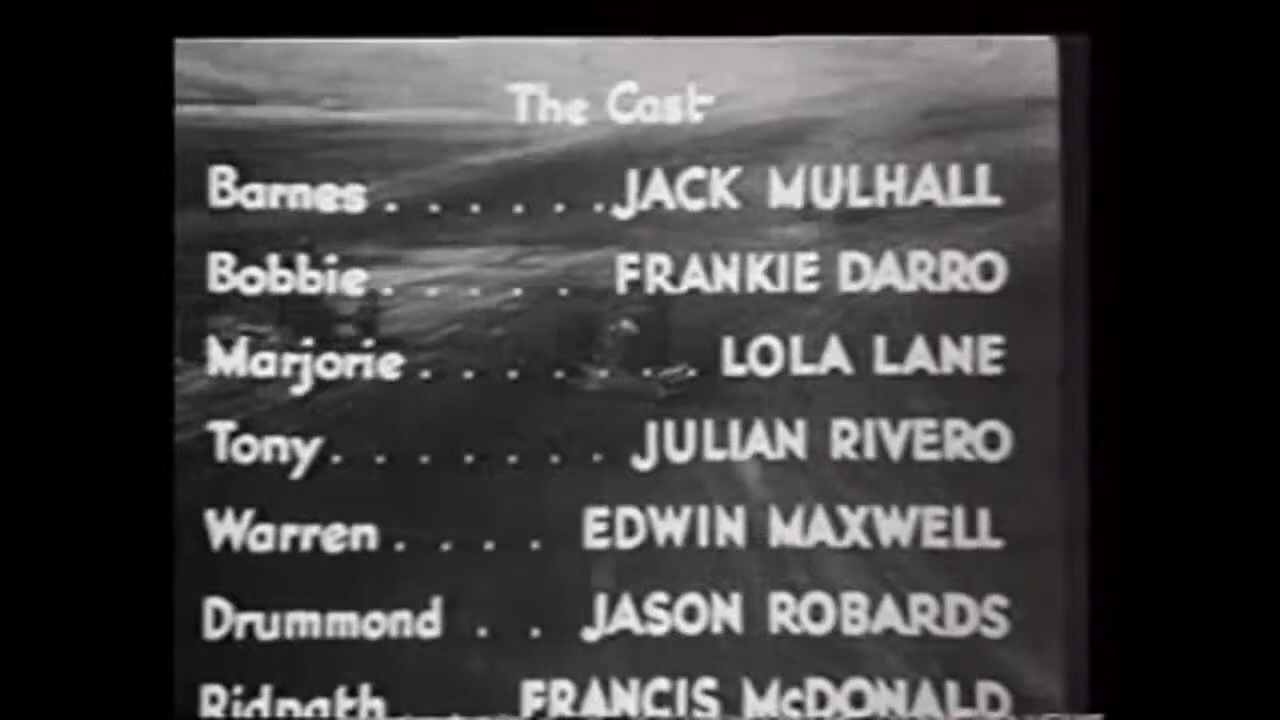 The Cast
Barnes . . . . . . JACK MULHALL
Bobbie . . . . . FRANKIE DARRO
Marjorie . . . . . . . LOLA LANE
Tony . . . . . . . JULIAN RIVERO
Warren . . . . EDWIN MAXWELL
Drummond . . JASON ROBARDS
Ridpath . . . FRANCIS McDONALD